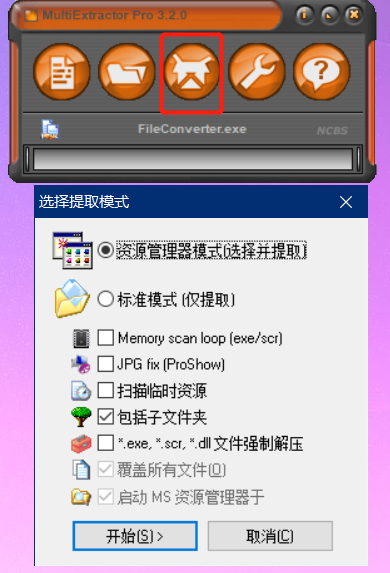 MultiExtractor Pro 3.2.0
FileConverter.exe
NCBS
选择提取模式
资源管理器模式(选择并提取)
标准模式 (仅提取)
Memory scan loop (exe/scr)
JPG fix (ProShow)
扫描临时资源
包括子文件夹
*.exe, *.scr, *.dll 文件强制解压
覆盖所有文件(O)
启动 MS 资源管理器于
开始(S) >
取消(C)